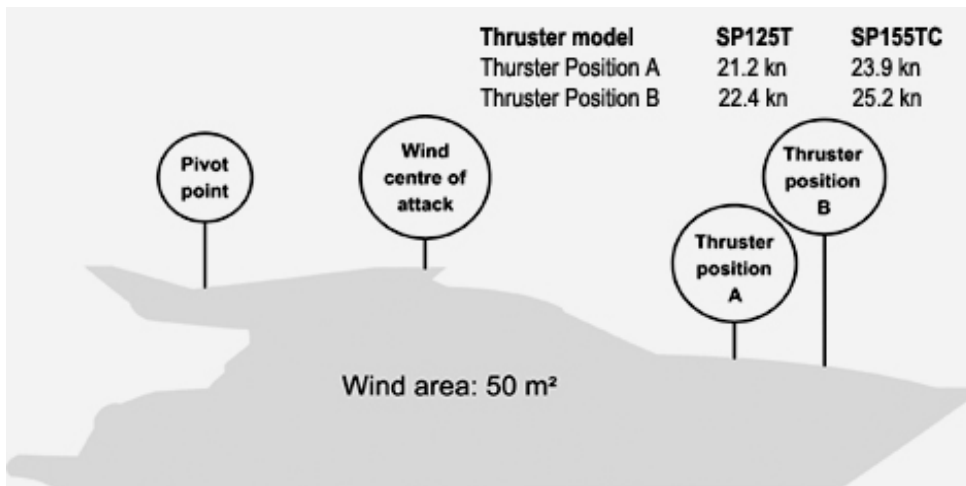 Thruster model SP125T SP155TC
Thurster Position A 21.2 kn 23.9 kn
Thruster Position B 22.4 kn 25.2 kn
Pivot
point
Wind
centre of
attack
Thruster
position
B
Thruster
position
A
Wind area: 50 m²